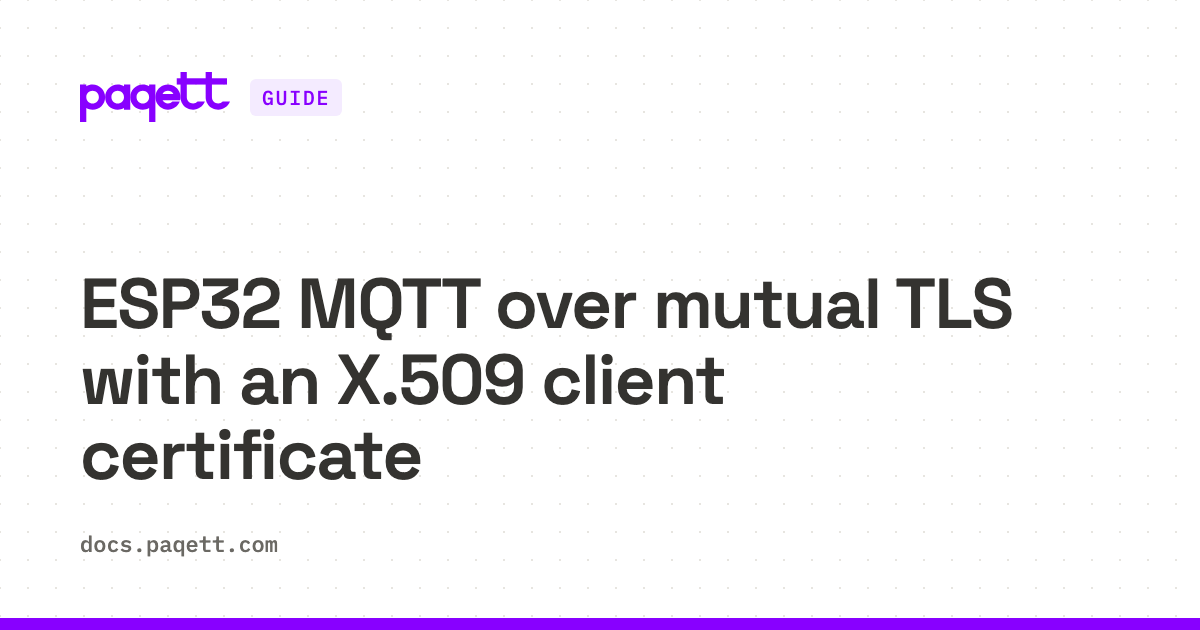 paqett
GUIDE
ESP32 MQTT over mutual TLS
with an X.509 client
certificate
docs.paqett.com